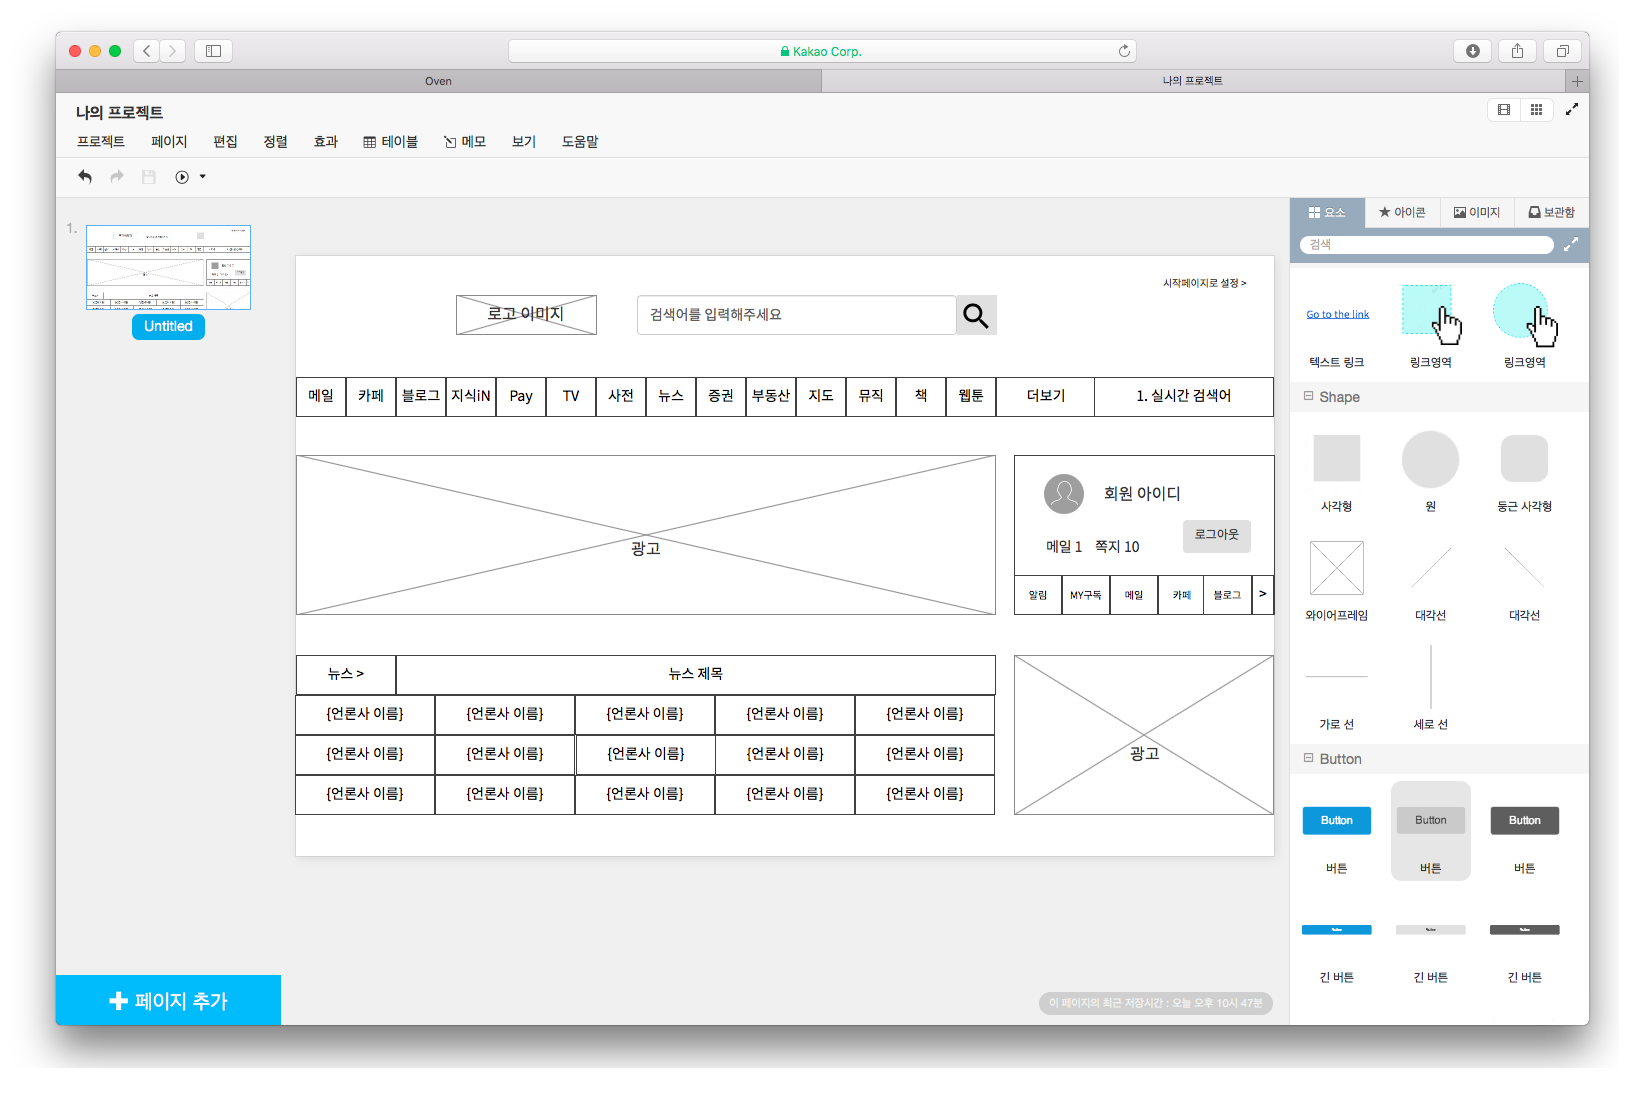 Kakao Corp.
Oven
나의 프로젝트
나의 프로젝트
프로젝트 페이지 편집 정렬 효과 테이블 메모 보기 도움말
1.
Untitled
페이지 추가
시작페이지로 설정 >
로고 이미지
검색어를 입력해주세요
메일 카페 블로그 지식iN Pay TV 사전 뉴스 증권 부동산 지도 뮤직 책 웹툰 더보기 1. 실시간 검색어
광고
회원 아이디
메일 1 쪽지 10 로그아웃
알림 MY구독 메일 카페 블로그 >
뉴스 > 뉴스 제목
{언론사 이름} {언론사 이름} {언론사 이름} {언론사 이름} {언론사 이름}
{언론사 이름} {언론사 이름} {언론사 이름} {언론사 이름} {언론사 이름}
{언론사 이름} {언론사 이름} {언론사 이름} {언론사 이름} {언론사 이름}
광고
이 페이지의 최근 저장시간 : 오늘 오후 10시 47분
요소 아이콘 이미지 보관함
검색
Go to the link
텍스트 링크 링크영역 링크영역
Shape
사각형 원 둥근 사각형
와이어프레임 대각선 대각선
가로 선 세로 선
Button
Button Button Button
버튼 버튼 버튼
Button Button Button
긴 버튼 긴 버튼 긴 버튼